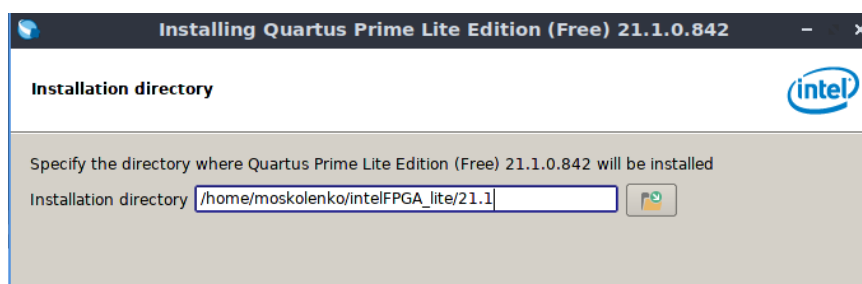 Installing Quartus Prime Lite Edition (Free) 21.1.0.842
Installation directory
intel
Specify the directory where Quartus Prime Lite Edition (Free) 21.1.0.842 will be installed
Installation directory /home/moskolenko/intelFPGA_lite/21.1